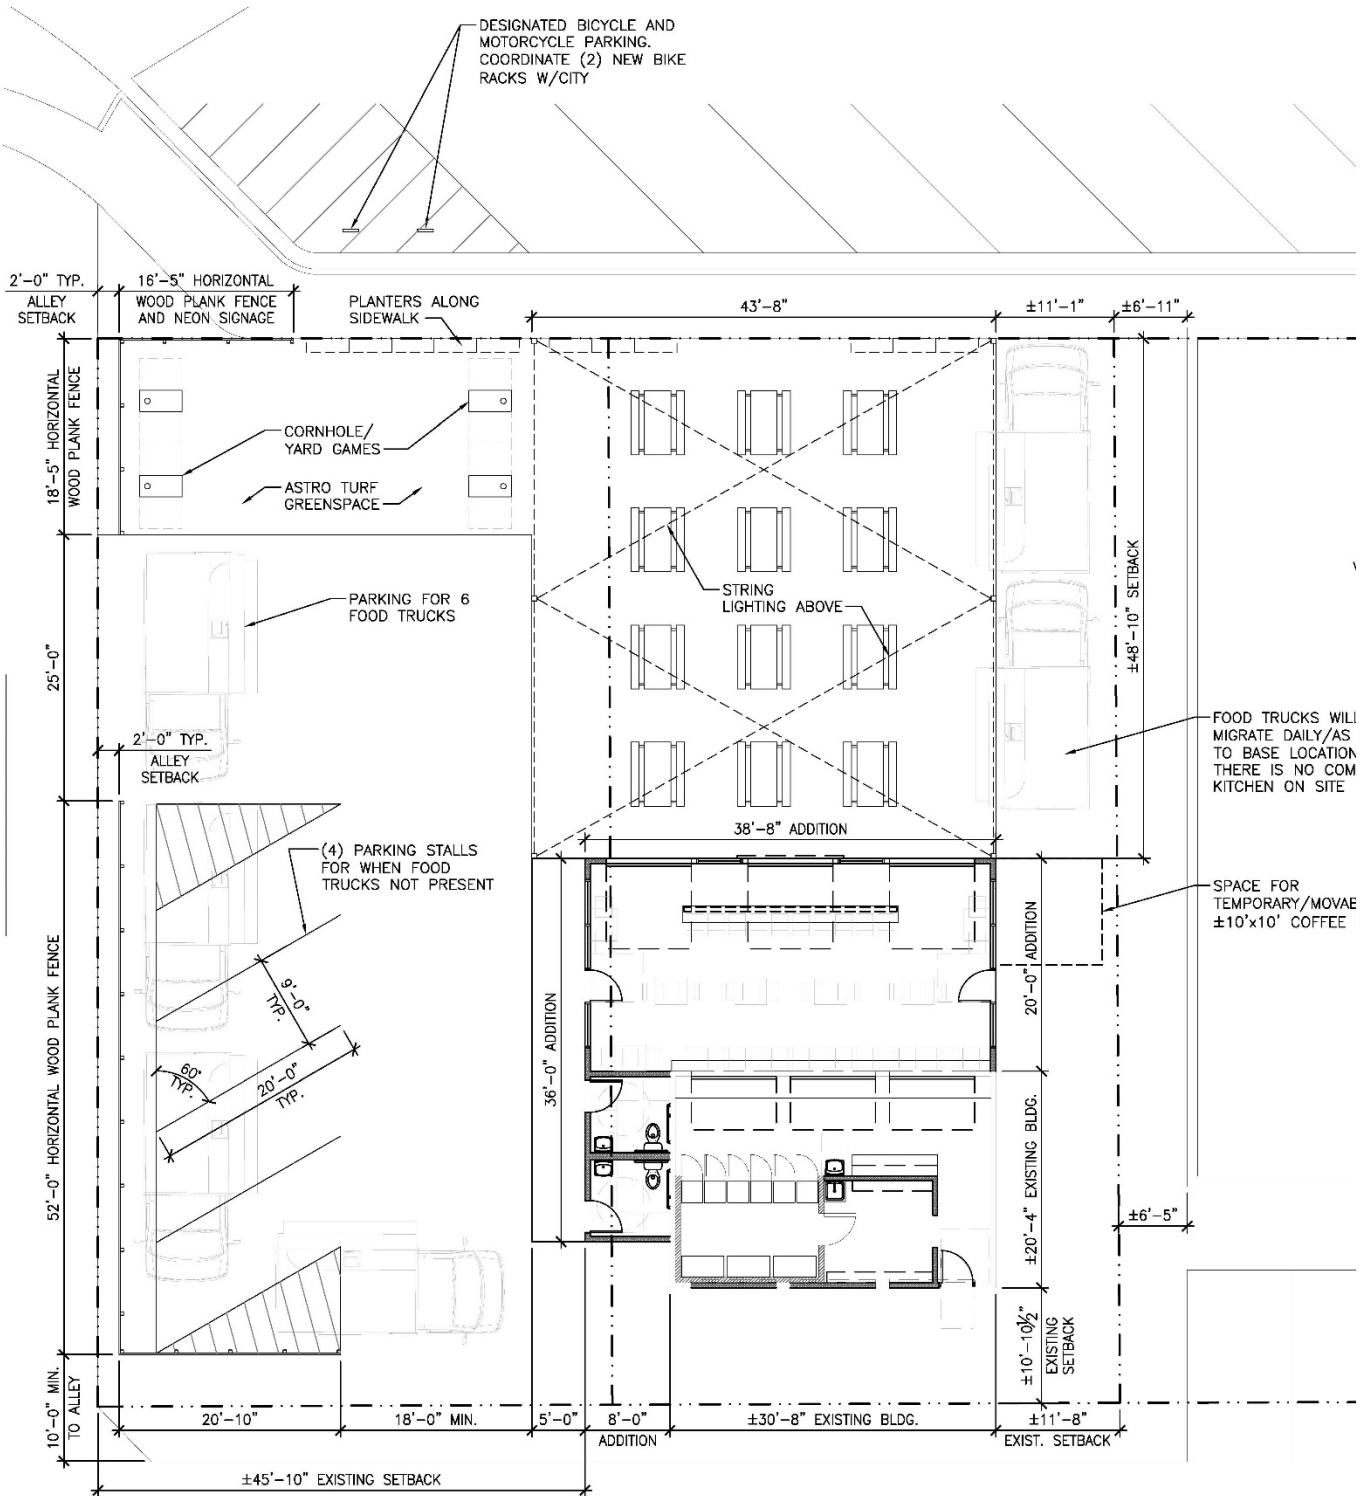 DESIGNATED BICYCLE AND
MOTORCYCLE PARKING.
COORDINATE (2) NEW BIKE
RACKS W/CITY
2'-0" TYP.
ALLEY
SETBACK
16'-5" HORIZONTAL
WOOD PLANK FENCE
AND NEON SIGNAGE
PLANTERS ALONG
SIDEWALK
43'-8"
±11'-1"
±6'-11"
18'-5" HORIZONTAL
WOOD PLANK FENCE
CORNHOLE/
YARD GAMES
ASTRO TURF
GREENSPACE
STRING
LIGHTING ABOVE
±48'-10" SETBACK
PARKING FOR 6
FOOD TRUCKS
25'-0"
2'-0" TYP.
ALLEY
SETBACK
FOOD TRUCKS WILL
MIGRATE DAILY/AS
TO BASE LOCATION
THERE IS NO COM
KITCHEN ON SITE
38'-8" ADDITION
(4) PARKING STALLS
FOR WHEN FOOD
TRUCKS NOT PRESENT
SPACE FOR
TEMPORARY/MOVAB
±10'x10' COFFEE
20'-0" ADDITION
36'-0" ADDITION
9'-0"
TYP.
60°
TYP.
20'-0"
TYP.
52'-0" HORIZONTAL WOOD PLANK FENCE
±20'-4" EXISTING BLDG.
±6'-5"
±10'-10½"
EXISTING
SETBACK
10'-0" MIN.
TO ALLEY
20'-10"
18'-0" MIN.
5'-0"
8'-0"
ADDITION
±30'-8" EXISTING BLDG.
±11'-8"
EXIST. SETBACK
±45'-10" EXISTING SETBACK